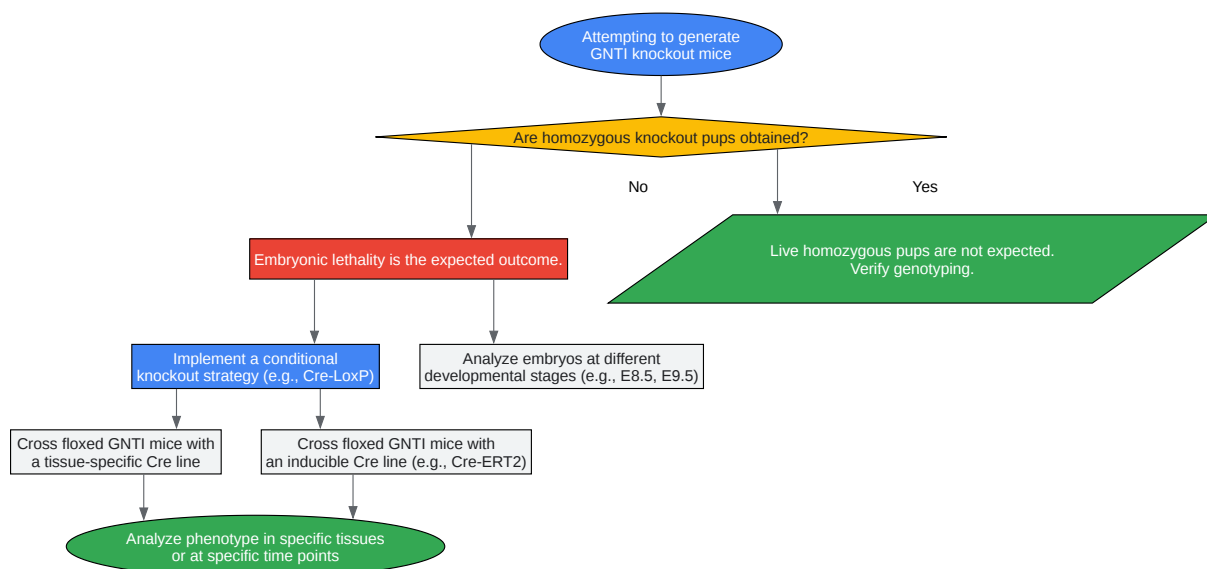 Attempting to generate
GNTI knockout mice
Are homozygous knockout pups obtained?
No
Yes
Embryonic lethality is the expected outcome.
Live homozygous pups are not expected.
Verify genotyping.
Implement a conditional
knockout strategy (e.g., Cre-LoxP)
Analyze embryos at different
developmental stages (e.g., E8.5, E9.5)
Cross floxed GNTI mice with
a tissue-specific Cre line
Cross floxed GNTI mice with
an inducible Cre line (e.g., Cre-ERT2)
Analyze phenotype in specific tissues
or at specific time points